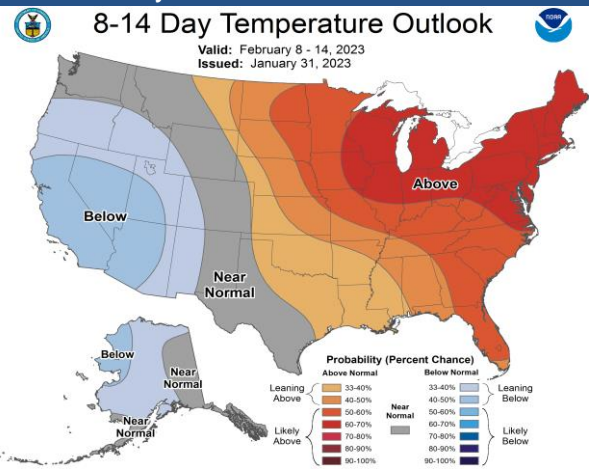 8-14 Day Temperature Outlook
NOAA
Valid: February 8 - 14, 2023
Issued: January 31, 2023
Above
Below
Near
Normal
Below
Near
Normal
Near
Normal
Probability (Percent Chance)
Above Normal
Below Normal
Leaning
Above
33-40%
40-50%
Likely
Above
50-60%
60-70%
70-80%
80-90%
90-100%
Near
Normal
33-40%
40-50%
Leaning
Below
50-60%
60-70%
70-80%
80-90%
90-100%
Likely
Below